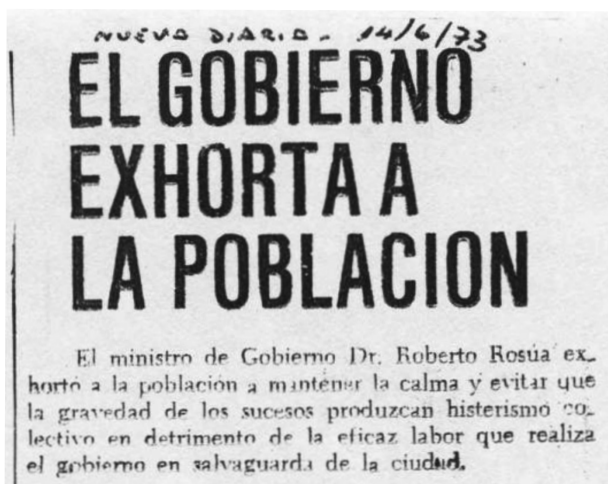 NUEVO DIARIO - 14/6/73
EL GOBIERNO
EXHORTA A
LA POBLACION
El ministro de Gobierno Dr. Roberto Rosúa ex-
hortó a la población a mantener la calma y evitar que
la gravedad de los sucesos produzcan histerismo co-
lectivo en detrimento de la eficaz labor que realiza
el gobierno en salvaguarda de la ciudad.